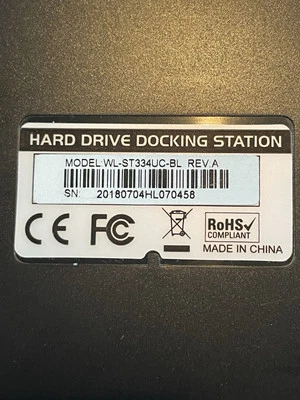 HARD DRIVE DOCKING STATION
MODEL:WL-ST334UC-BL REV.A
SN: 20180704HL070458
CE FC RoHS✓
COMPLIANT
MADE IN CHINA